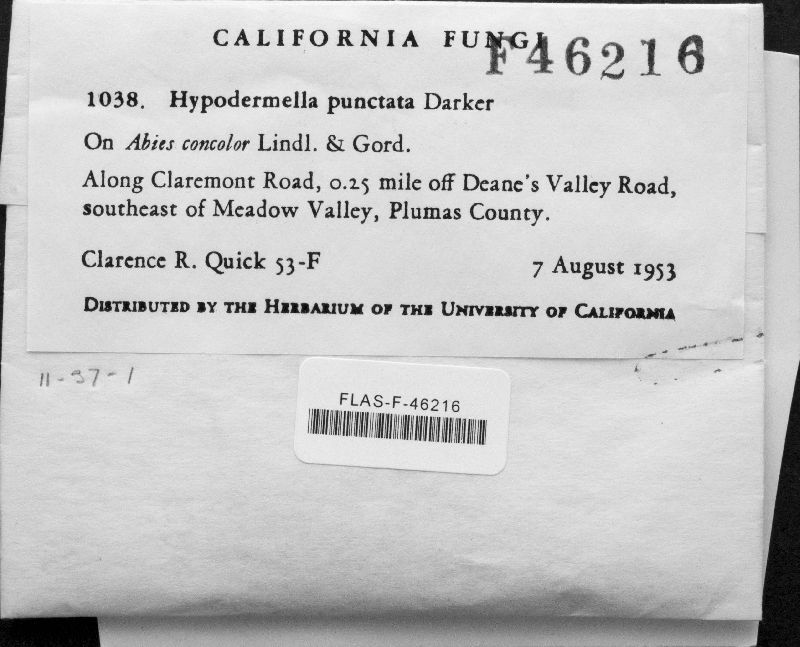 CALIFORNIA FUNGI
F46216
1038. Hypodermella punctata Darker
On Abies concolor Lindl. & Gord.
Along Claremont Road, 0.25 mile off Deane's Valley Road,
southeast of Meadow Valley, Plumas County.
Clarence R. Quick 53-F 7 August 1953
DISTRIBUTED BY THE HERBARIUM OF THE UNIVERSITY OF CALIFORNIA
11-37-1
FLAS-F-46216